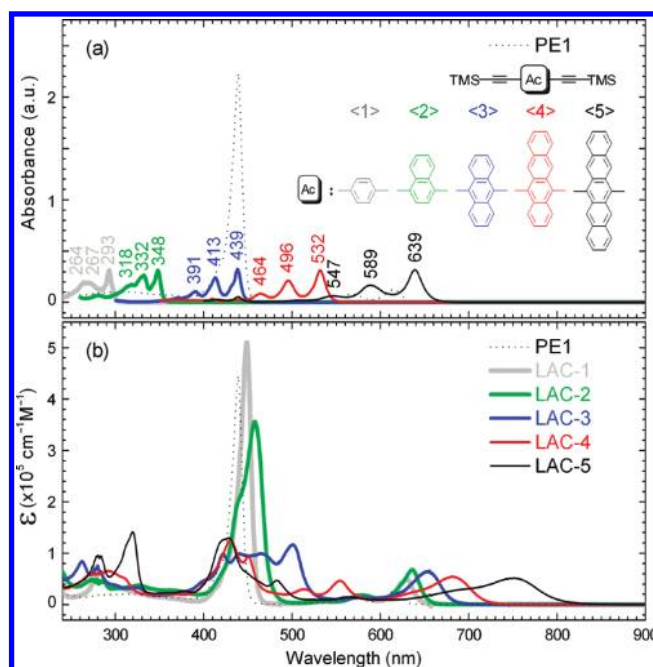 (a)
PE1
TMS Ac TMS
<1> <2> <3> <4> <5>
Ac :
264
267
293
318
332
348
391
413
439
464
496
532
547
589
639
Absorbance (a.u.)
2
1
0
(b)
PE1
LAC-1
LAC-2
LAC-3
LAC-4
LAC-5
ε (x10⁵ cm⁻¹M⁻¹)
5
4
3
2
1
0
300 400 500 600 700 800 900
Wavelength (nm)